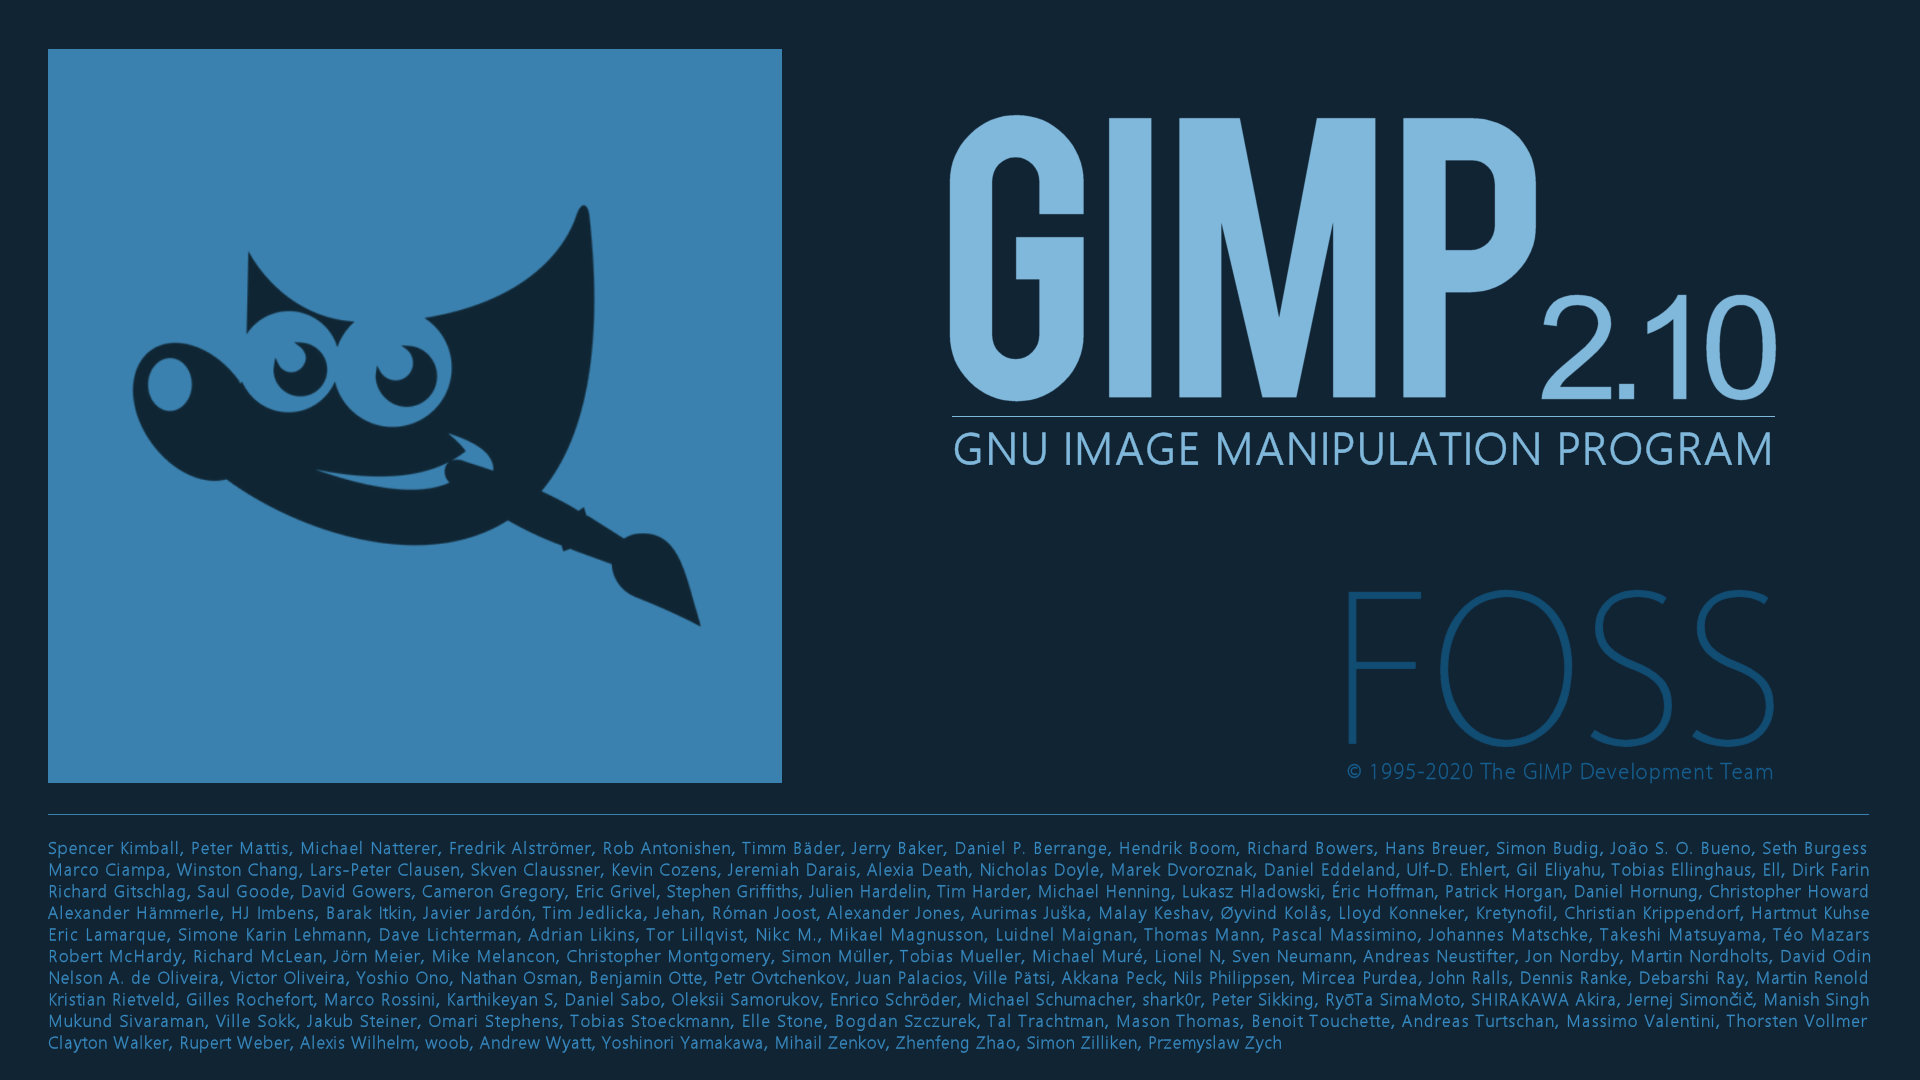 GIMP 2.10
GNU IMAGE MANIPULATION PROGRAM
FOSS
© 1995-2020 The GIMP Development Team
Spencer Kimball, Peter Mattis, Michael Natterer, Fredrik Alströmer, Rob Antonishen, Timm Bäder, Jerry Baker, Daniel P. Berrange, Hendrik Boom, Richard Bowers, Hans Breuer, Simon Budig, João S. O. Bueno, Seth Burgess
Marco Ciampa, Winston Chang, Lars-Peter Clausen, Skven Claussner, Kevin Cozens, Jeremiah Darais, Alexia Death, Nicholas Doyle, Marek Dvoroznak, Daniel Eddeland, Ulf-D. Ehlert, Gil Eliyahu, Tobias Ellinghaus, Ell, Dirk Farin
Richard Gitschlag, Saul Goode, David Gowers, Cameron Gregory, Eric Grivel, Stephen Griffiths, Julien Hardelin, Tim Harder, Michael Henning, Lukasz Hladowski, Éric Hoffman, Patrick Horgan, Daniel Hornung, Christopher Howard
Alexander Hämmerle, HJ Imbens, Barak Itkin, Javier Jardón, Tim Jedlicka, Jehan, Róman Joost, Alexander Jones, Aurimas Juška, Malay Keshav, Øyvind Kolås, Lloyd Konneker, Kretynofil, Christian Krippendorf, Hartmut Kuhse
Eric Lamarque, Simone Karin Lehmann, Dave Lichterman, Adrian Likins, Tor Lillqvist, Nikc M., Mikael Magnusson, Luidnel Maignan, Thomas Mann, Pascal Massimino, Johannes Matschke, Takeshi Matsuyama, Téo Mazars
Robert McHardy, Richard McLean, Jörn Meier, Mike Melancon, Christopher Montgomery, Simon Müller, Tobias Mueller, Michael Muré, Lionel N, Sven Neumann, Andreas Neustifter, Jon Nordby, Martin Nordholts, David Odin
Nelson A. de Oliveira, Victor Oliveira, Yoshio Ono, Nathan Osman, Benjamin Otte, Petr Ovtchenkov, Juan Palacios, Ville Pätsi, Akkana Peck, Nils Philippsen, Mircea Purdea, John Ralls, Dennis Ranke, Debarshi Ray, Martin Renold
Kristian Rietveld, Gilles Rochefort, Marco Rossini, Karthikeyan S, Daniel Sabo, Oleksii Samorukov, Enrico Schröder, Michael Schumacher, shark0r, Peter Sikking, RyōTa SimaMoto, SHIRAKAWA Akira, Jernej Simončič, Manish Singh
Mukund Sivaraman, Ville Sokk, Jakub Steiner, Omari Stephens, Tobias Stoeckmann, Elle Stone, Bogdan Szczurek, Tal Trachtman, Mason Thomas, Benoit Touchette, Andreas Turtschan, Massimo Valentini, Thorsten Vollmer
Clayton Walker, Rupert Weber, Alexis Wilhelm, woob, Andrew Wyatt, Yoshinori Yamakawa, Mihail Zenkov, Zhenfeng Zhao, Simon Zilliken, Przemyslaw Zych